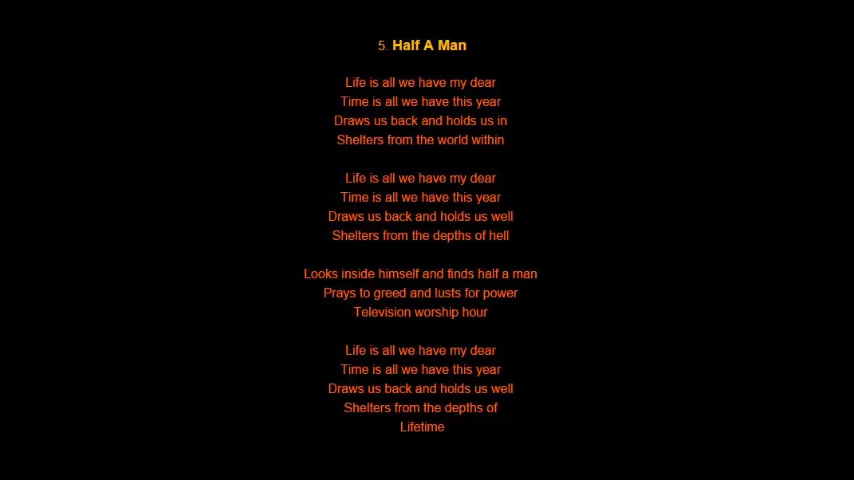 5. Half A Man
Life is all we have my dear
Time is all we have this year
Draws us back and holds us in
Shelters from the world within
Life is all we have my dear
Time is all we have this year
Draws us back and holds us well
Shelters from the depths of hell
Looks inside himself and finds half a man
Prays to greed and lusts for power
Television worship hour
Life is all we have my dear
Time is all we have this year
Draws us back and holds us well
Shelters from the depths of
Lifetime